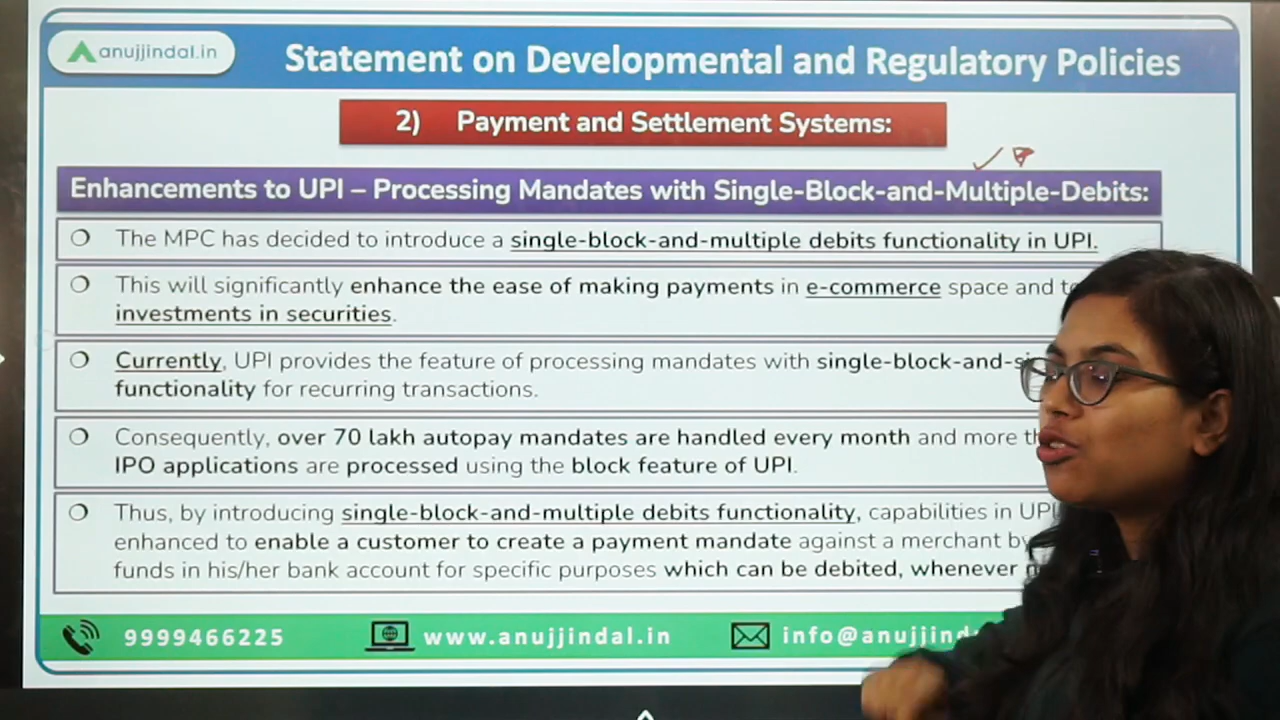 anujjindal.in
Statement on Developmental and Regulatory Policies
2) Payment and Settlement Systems:
Enhancements to UPI – Processing Mandates with Single-Block-and-Multiple-Debits:
The MPC has decided to introduce a single-block-and-multiple debits functionality in UPI.
This will significantly enhance the ease of making payments in e-commerce space and
investments in securities.
Currently, UPI provides the feature of processing mandates with single-block-and-
functionality for recurring transactions.
Consequently, over 70 lakh autopay mandates are handled every month and more
IPO applications are processed using the block feature of UPI.
Thus, by introducing single-block-and-multiple debits functionality, capabilities in UPI
enhanced to enable a customer to create a payment mandate against a merchant by
funds in his/her bank account for specific purposes which can be debited, whenever
9999466225 www.anujjindal.in info@anujjind